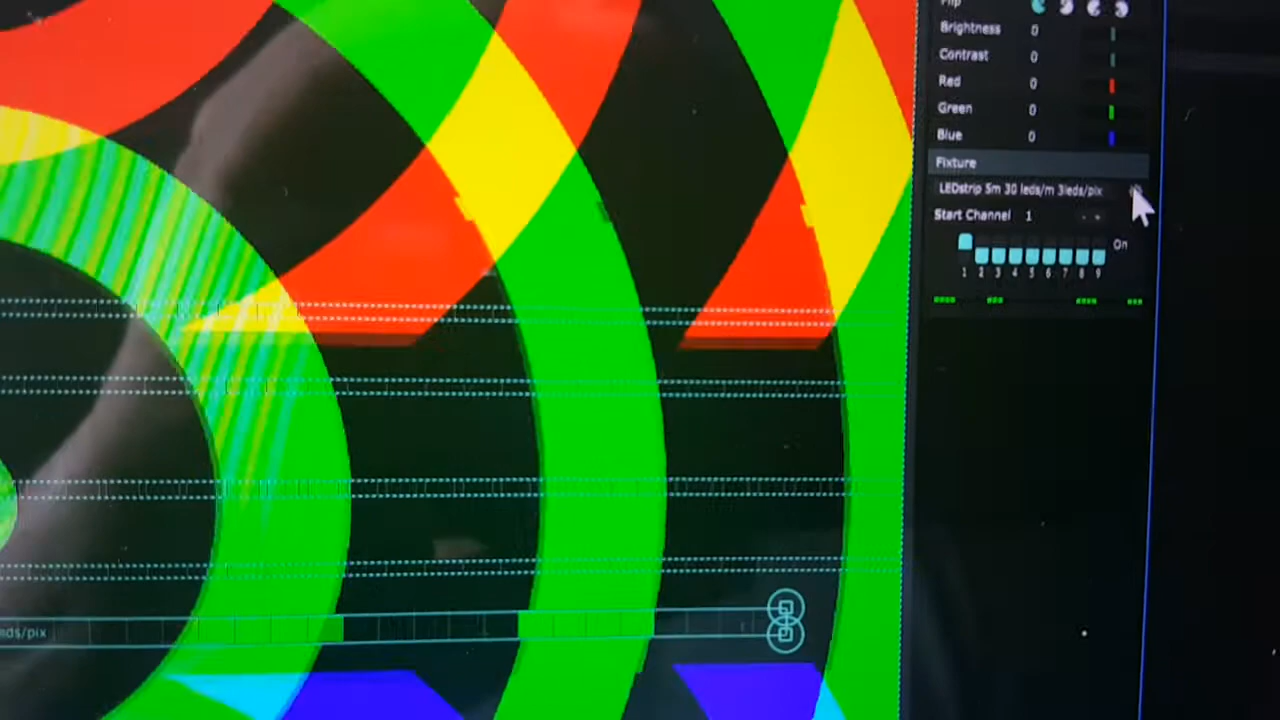 Flip
Brightness 0
Contrast 0
Red 0
Green 0
Blue 0
Fixture
LEDstrip 5m 30 leds/m 3leds/pix
Start Channel 1
On
1 2 3 4 5 6 7 8 9
eds/pix